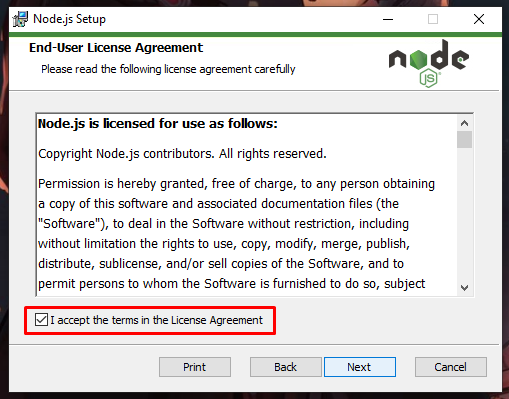 Node.js Setup
End-User License Agreement
Please read the following license agreement carefully
node
JS
Node.js is licensed for use as follows:
Copyright Node.js contributors. All rights reserved.
Permission is hereby granted, free of charge, to any person obtaining
a copy of this software and associated documentation files (the
"Software"), to deal in the Software without restriction, including
without limitation the rights to use, copy, modify, merge, publish,
distribute, sublicense, and/or sell copies of the Software, and to
permit persons to whom the Software is furnished to do so, subject
I accept the terms in the License Agreement
Print Back Next Cancel